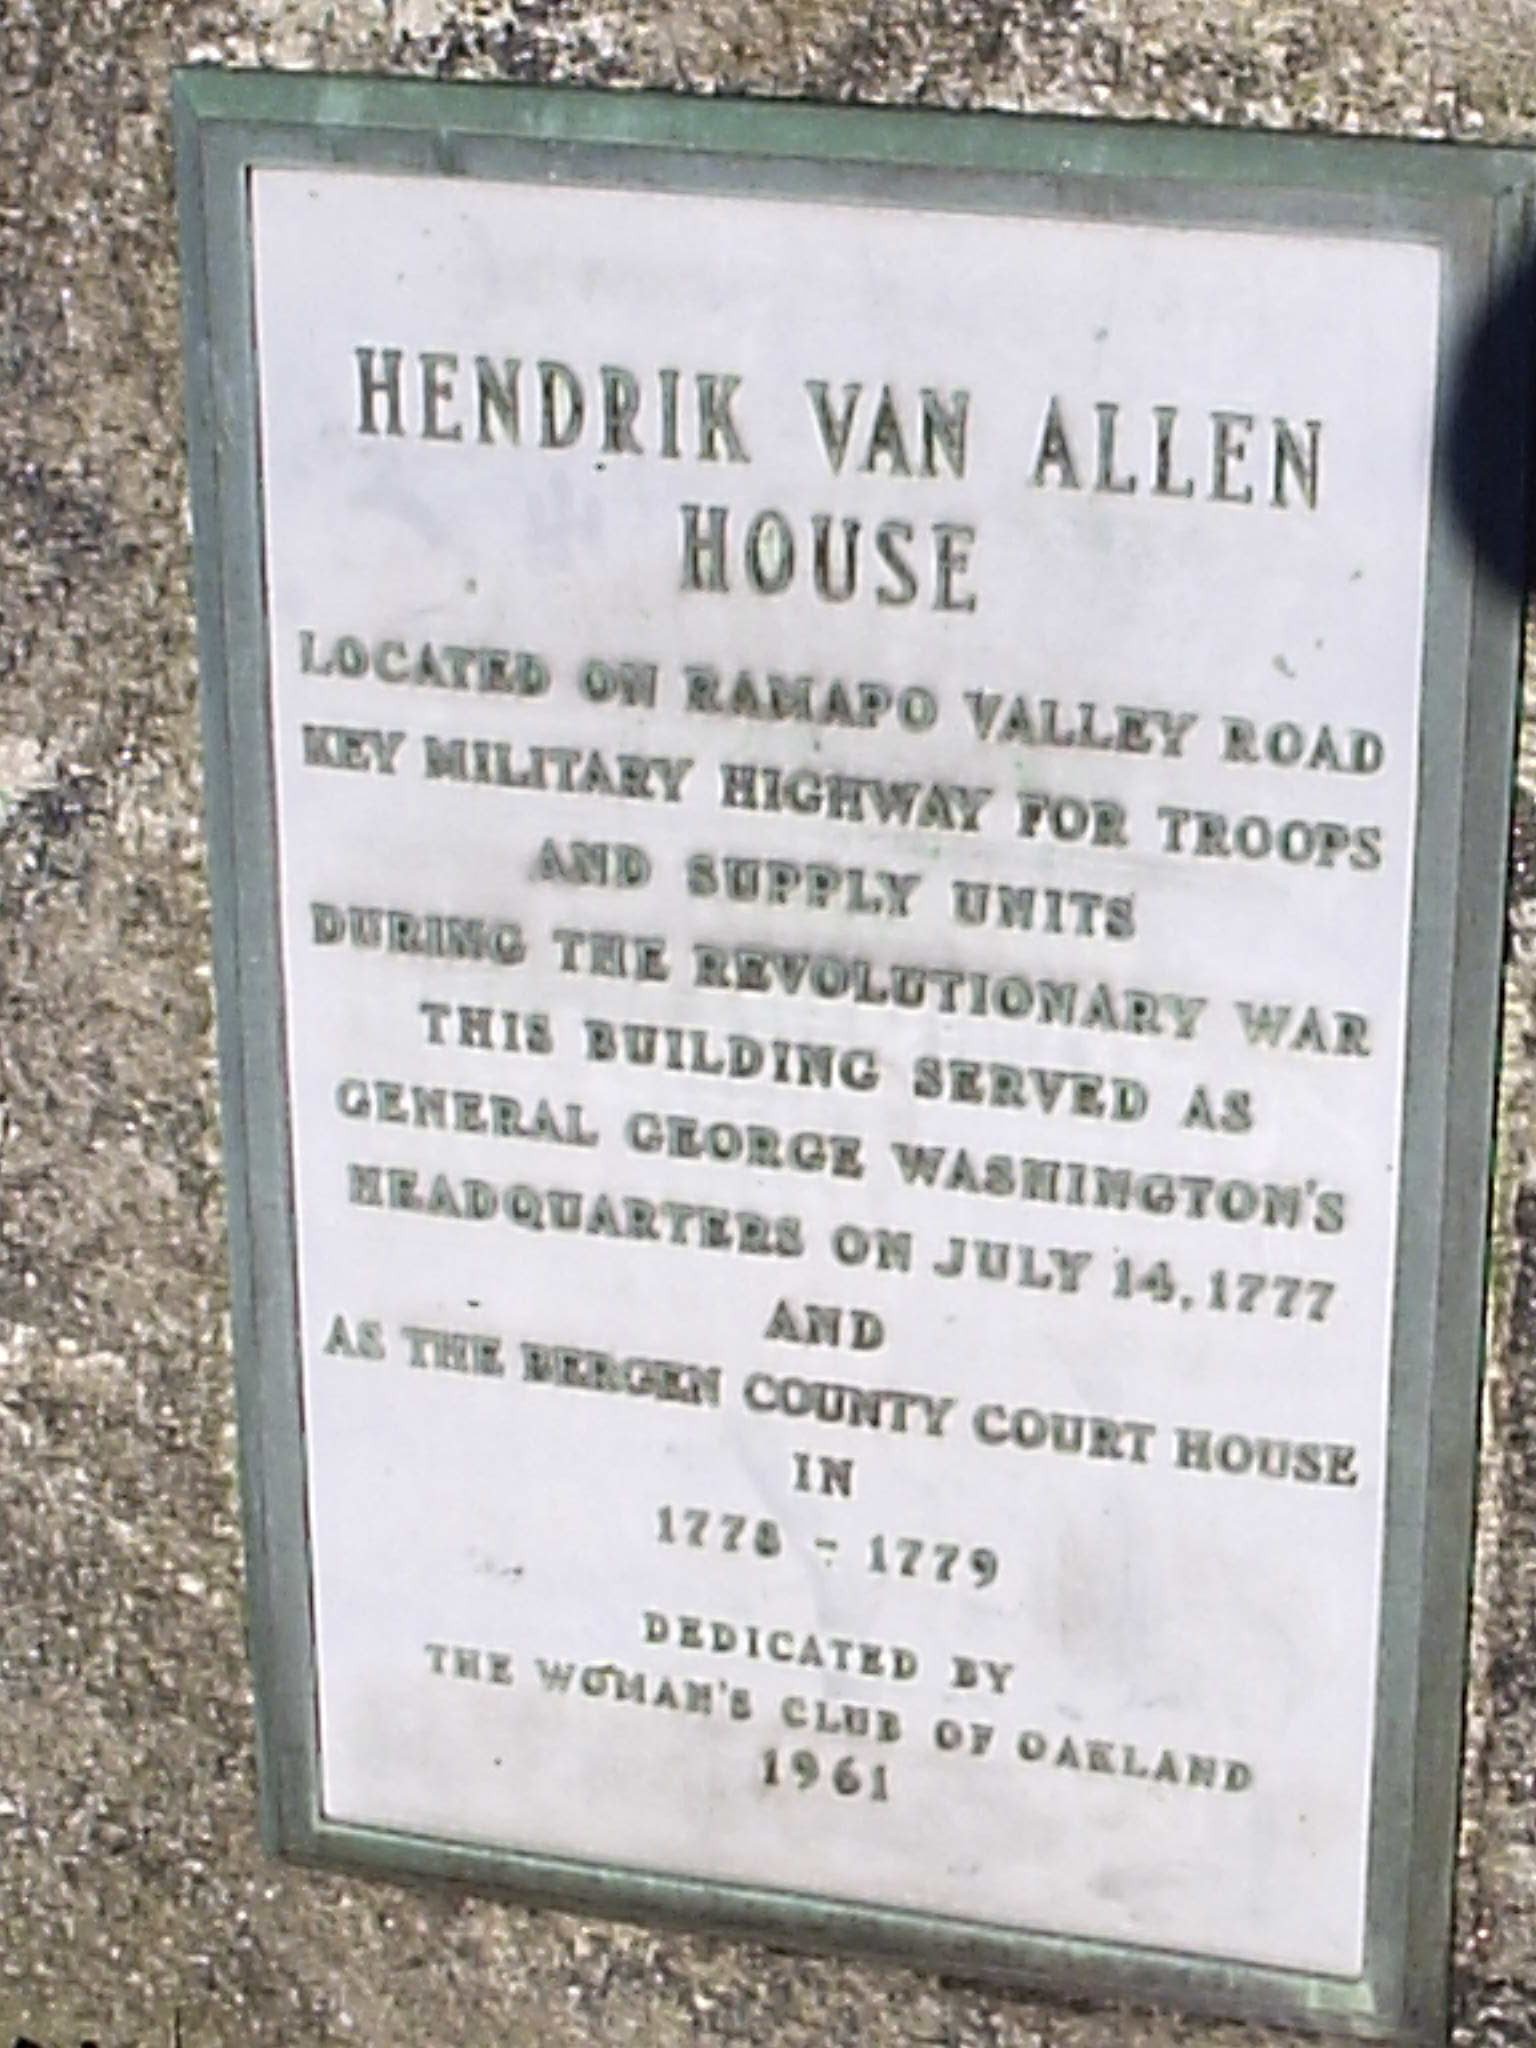 HENDRIK VAN ALLEN
HOUSE
LOCATED ON RAMAPO VALLEY ROAD
KEY MILITARY HIGHWAY FOR TROOPS
AND SUPPLY UNITS
DURING THE REVOLUTIONARY WAR
THIS BUILDING SERVED AS
GENERAL GEORGE WASHINGTON'S
HEADQUARTERS ON JULY 14, 1777
AND
AS THE BERGEN COUNTY COURT HOUSE
IN
1778 - 1779
DEDICATED BY
THE WOMAN'S CLUB OF OAKLAND
1961